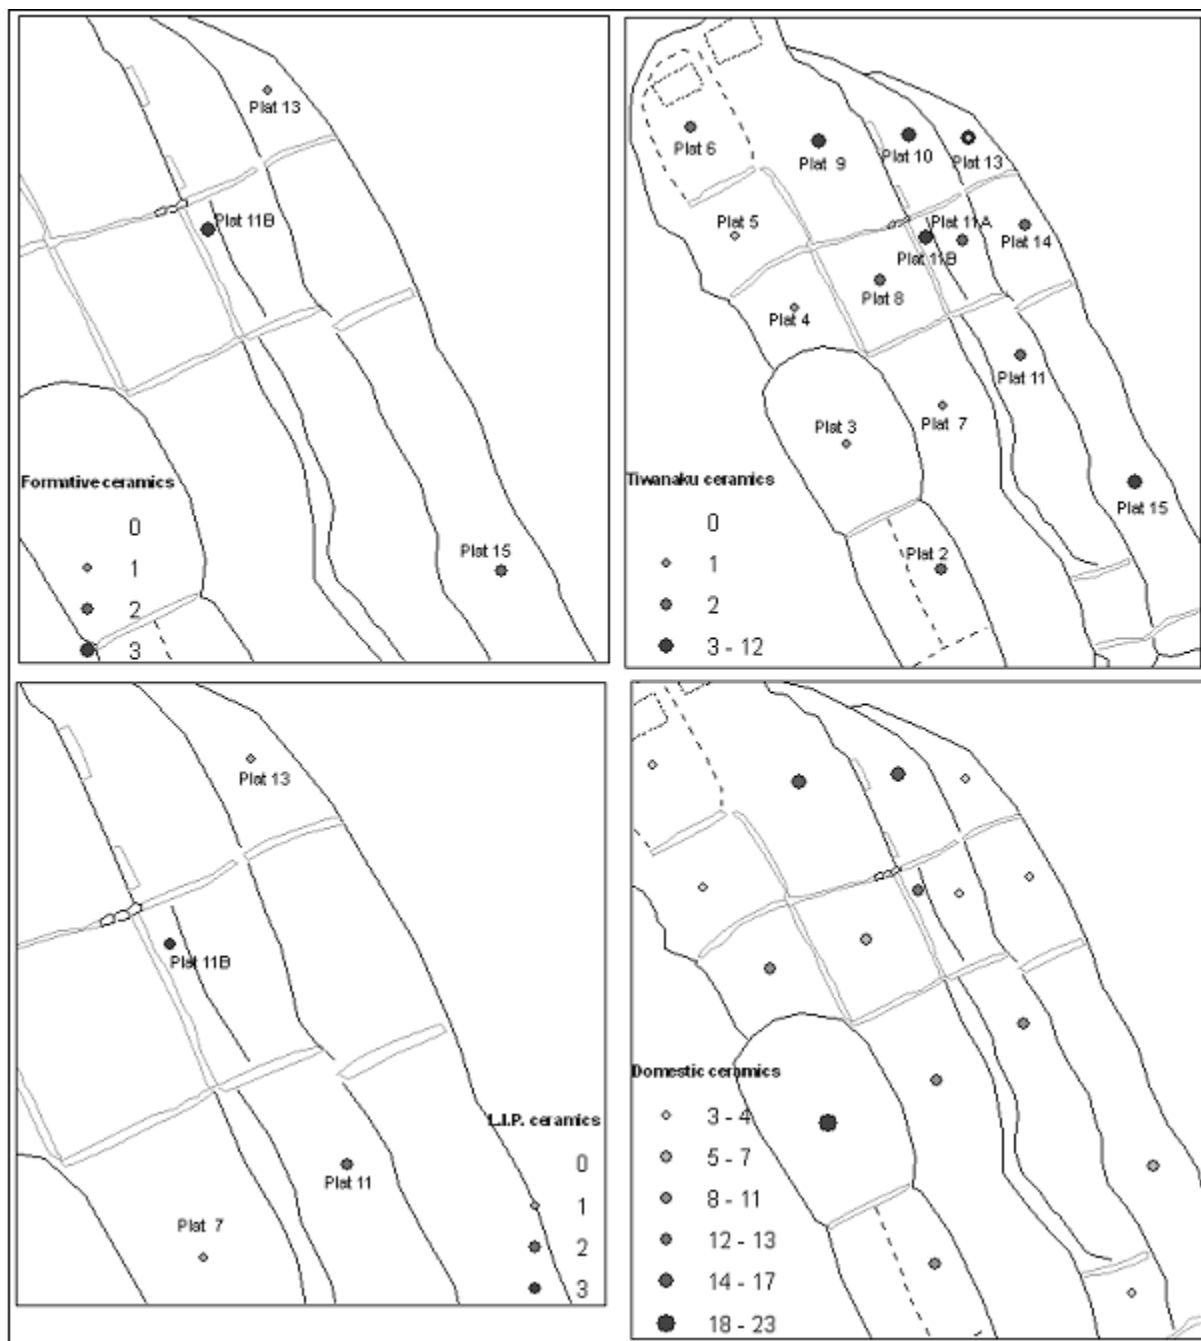 Plat 13
Plat 11B
Formative ceramics
0
1
2
3
Plat 15
Plat 6
Plat 9
Plat 10
Plat 13
Plat 5
Plat 11A
Plat 11B
Plat 14
Plat 8
Plat 4
Plat 11
Plat 3
Plat 7
Tiwanaku ceramics
0
1
2
3 - 12
Plat 15
Plat 2
Plat 13
Plat 11B
Plat 11
Plat 7
L.I.P. ceramics
0
1
2
3
Domestic ceramics
3 - 4
5 - 7
8 - 11
12 - 13
14 - 17
18 - 23